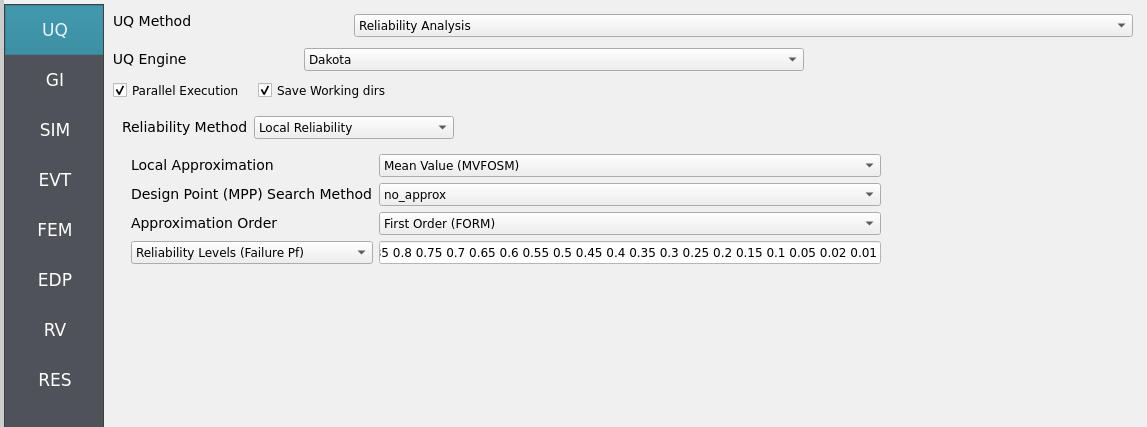 UQ
GI
SIM
EVT
FEM
EDP
RV
RES
UQ Method Reliability Analysis
UQ Engine Dakota
Parallel Execution Save Working dirs
Reliability Method Local Reliability
Local Approximation Mean Value (MVFOSM)
Design Point (MPP) Search Method no_approx
Approximation Order First Order (FORM)
Reliability Levels (Failure Pf) 5 0.8 0.75 0.7 0.65 0.6 0.55 0.5 0.45 0.4 0.35 0.3 0.25 0.2 0.15 0.1 0.05 0.02 0.01